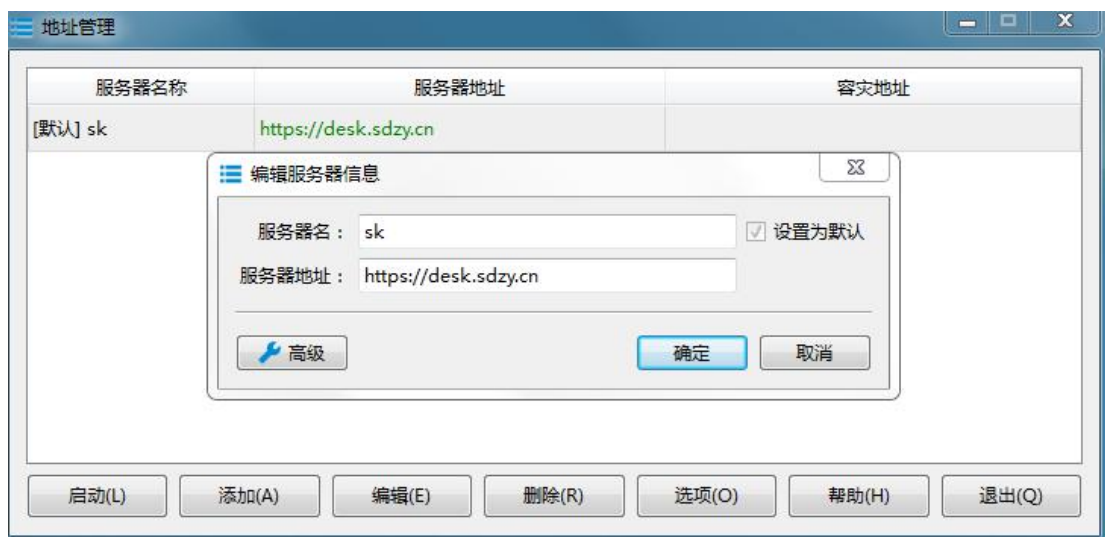 地址管理
服务器名称 服务器地址 容灾地址
[默认] sk https://desk.sdzy.cn
编辑服务器信息
服务器名： sk 设置为默认
服务器地址： https://desk.sdzy.cn
高级 确定 取消
启动(L) 添加(A) 编辑(E) 删除(R) 选项(O) 帮助(H) 退出(Q)